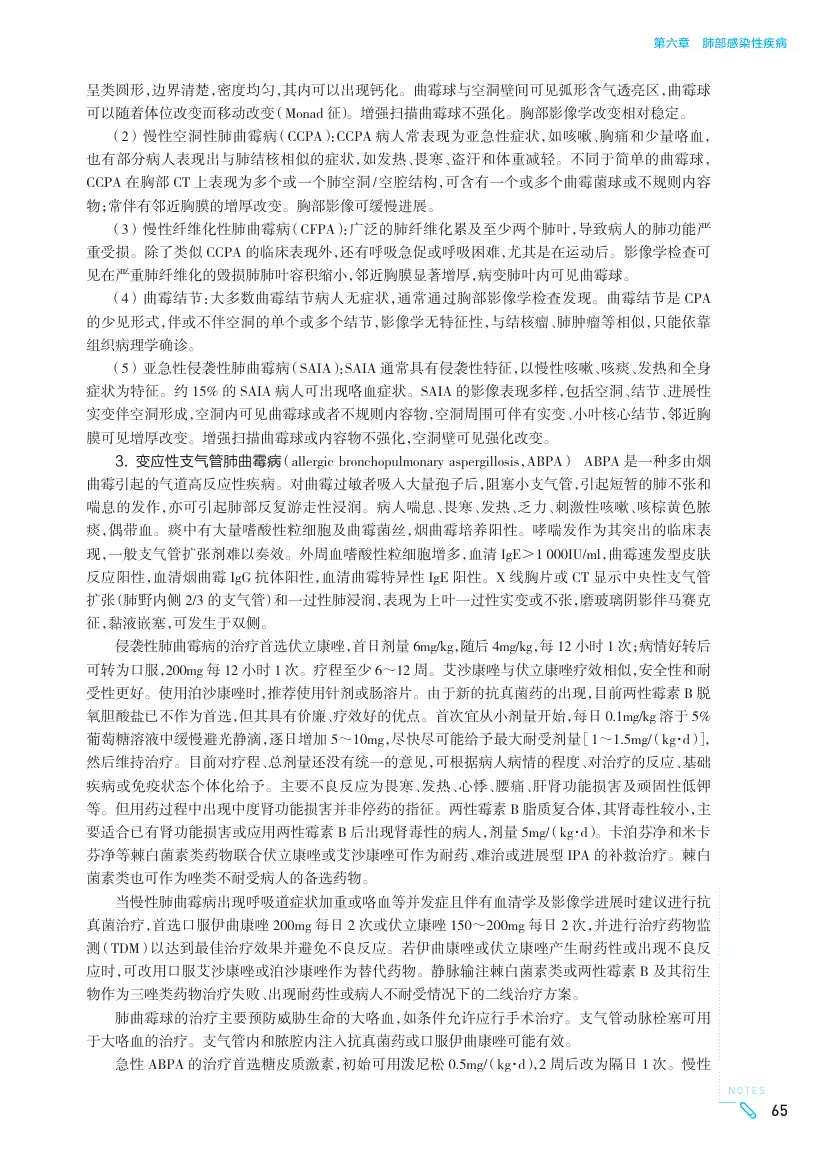 第六章 肺部感染性疾病
呈类圆形,边界清楚,密度均匀,其内可以出现钙化。曲霉球与空洞壁间可见弧形含气透亮区,曲霉球
可以随着体位改变而移动改变(Monad 征)。增强扫描曲霉球不强化。胸部影像学改变相对稳定。
(2)慢性空洞性肺曲霉病(CCPA):CCPA 病人常表现为亚急性症状,如咳嗽、胸痛和少量咯血,
也有部分病人表现出与肺结核相似的症状,如发热、畏寒、盗汗和体重减轻。不同于简单的曲霉球,
CCPA 在胸部 CT 上表现为多个或一个肺空洞/空腔结构,可含有一个或多个曲霉菌球或不规则内容
物;常伴有邻近胸膜的增厚改变。胸部影像可缓慢进展。
(3)慢性纤维化性肺曲霉病(CFPA):广泛的肺纤维化累及至少两个肺叶,导致病人的肺功能严
重受损。除了类似 CCPA 的临床表现外,还有呼吸急促或呼吸困难,尤其是在运动后。影像学检查可
见在严重肺纤维化的毁损肺肺叶容积缩小,邻近胸膜显著增厚,病变肺叶内可见曲霉球。
(4)曲霉结节:大多数曲霉结节病人无症状,通常通过胸部影像学检查发现。曲霉结节是 CPA
的少见形式,伴或不伴空洞的单个或多个结节,影像学无特征性,与结核瘤、肺肿瘤等相似,只能依靠
组织病理学确诊。
(5)亚急性侵袭性肺曲霉病(SAIA):SAIA 通常具有侵袭性特征,以慢性咳嗽、咳痰、发热和全身
症状为特征。约 15% 的 SAIA 病人可出现咯血症状。SAIA 的影像表现多样,包括空洞、结节、进展性
实变伴空洞形成,空洞内可见曲霉球或者不规则内容物,空洞周围可伴有实变、小叶核心结节,邻近胸
膜可见增厚改变。增强扫描曲霉球或内容物不强化,空洞壁可见强化改变。
3. 变应性支气管肺曲霉病(allergic bronchopulmonary aspergillosis,ABPA) ABPA 是一种多由烟
曲霉引起的气道高反应性疾病。对曲霉过敏者吸入大量孢子后,阻塞小支气管,引起短暂的肺不张和
喘息的发作,亦可引起肺部反复游走性浸润。病人喘息、畏寒、发热、乏力、刺激性咳嗽、咳棕黄色脓
痰,偶带血。痰中有大量嗜酸性粒细胞及曲霉菌丝,烟曲霉培养阳性。哮喘发作为其突出的临床表
现,一般支气管扩张剂难以奏效。外周血嗜酸性粒细胞增多,血清 IgE>1 000IU/ml,曲霉速发型皮肤
反应阳性,血清烟曲霉 IgG 抗体阳性,血清曲霉特异性 IgE 阳性。X 线胸片或 CT 显示中央性支气管
扩张(肺野内侧 2/3 的支气管)和一过性肺浸润,表现为上叶一过性实变或不张,磨玻璃阴影伴马赛克
征,黏液嵌塞,可发生于双侧。
侵袭性肺曲霉病的治疗首选伏立康唑,首日剂量 6mg/kg,随后 4mg/kg,每 12 小时 1 次;病情好转后
可转为口服,200mg 每 12 小时 1 次。疗程至少 6~12 周。艾沙康唑与伏立康唑疗效相似,安全性和耐
受性更好。使用泊沙康唑时,推荐使用针剂或肠溶片。由于新的抗真菌药的出现,目前两性霉素 B 脱
氧胆酸盐已不作为首选,但其具有价廉、疗效好的优点。首次宜从小剂量开始,每日 0.1mg/kg 溶于 5%
葡萄糖溶液中缓慢避光静滴,逐日增加 5~10mg,尽快尽可能给予最大耐受剂量[1~1.5mg/(kg·d)],
然后维持治疗。目前对疗程、总剂量还没有统一的意见,可根据病人病情的程度、对治疗的反应、基础
疾病或免疫状态个体化给予。主要不良反应为畏寒、发热、心悸、腰痛、肝肾功能损害及顽固性低钾
等。但用药过程中出现中度肾功能损害并非停药的指征。两性霉素 B 脂质复合体,其肾毒性较小,主
要适合已有肾功能损害或应用两性霉素 B 后出现肾毒性的病人,剂量 5mg/(kg·d)。卡泊芬净和米卡
芬净等棘白菌素类药物联合伏立康唑或艾沙康唑可作为耐药、难治或进展型 IPA 的补救治疗。棘白
菌素类也可作为唑类不耐受病人的备选药物。
当慢性肺曲霉病出现呼吸道症状加重或咯血等并发症且伴有血清学及影像学进展时建议进行抗
真菌治疗,首选口服伊曲康唑 200mg 每日 2 次或伏立康唑 150~200mg 每日 2 次,并进行治疗药物监
测(TDM)以达到最佳治疗效果并避免不良反应。若伊曲康唑或伏立康唑产生耐药性或出现不良反
应时,可改用口服艾沙康唑或泊沙康唑作为替代药物。静脉输注棘白菌素类或两性霉素 B 及其衍生
物作为三唑类药物治疗失败、出现耐药性或病人不耐受情况下的二线治疗方案。
肺曲霉球的治疗主要预防威胁生命的大咯血,如条件允许应行手术治疗。支气管动脉栓塞可用
于大咯血的治疗。支气管内和脓腔内注入抗真菌药或口服伊曲康唑可能有效。
急性 ABPA 的治疗首选糖皮质激素,初始可用泼尼松 0.5mg/(kg·d),2 周后改为隔日 1 次。慢性
NOTES
65